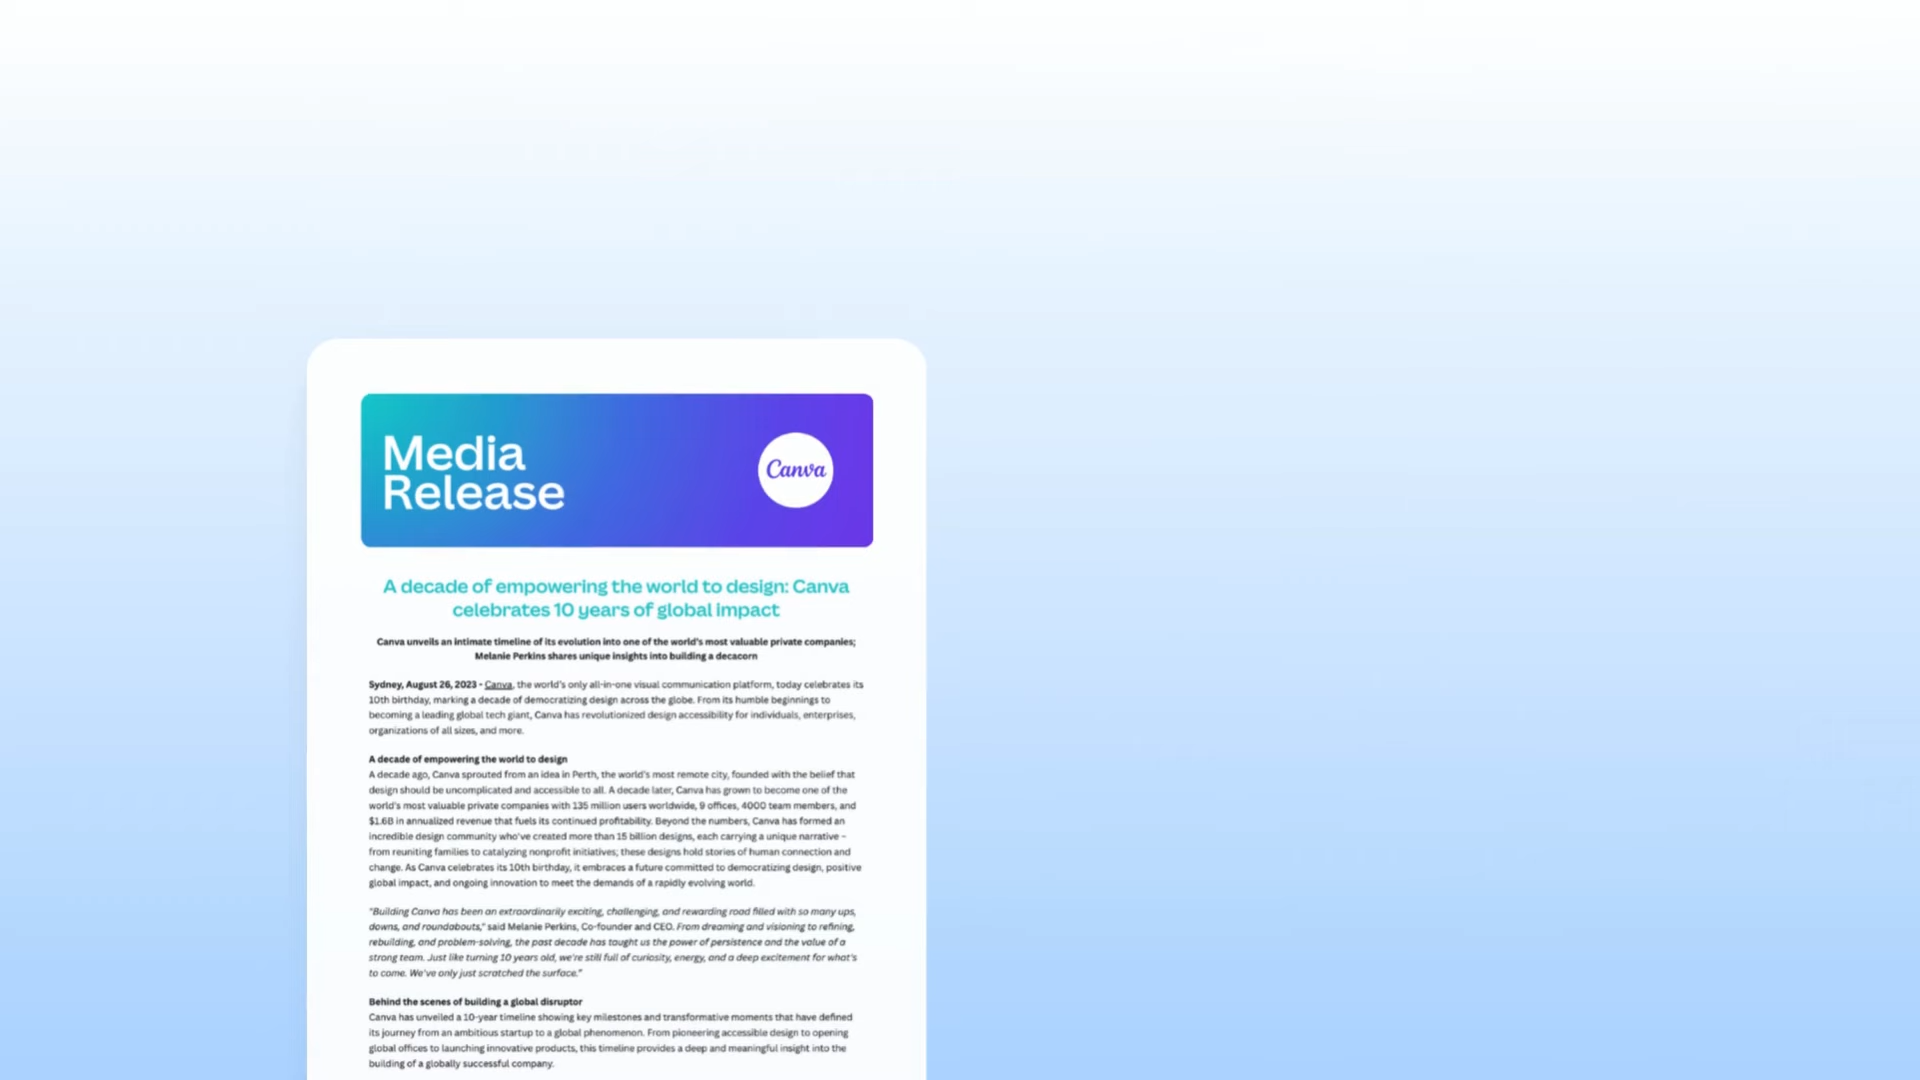 Media
Release
Canva
A decade of empowering the world to design: Canva
celebrates 10 years of global impact
Canva unveils an intimate timeline of its evolution into one of the world's most valuable private companies;
Melanie Perkins shares unique insights into building a decacorn
Sydney, August 26, 2023 - Canva, the world's only all-in-one visual communication platform, today celebrates its
10th birthday, marking a decade of democratizing design across the globe. From its humble beginnings to
becoming a leading global tech giant, Canva has revolutionized design accessibility for individuals, enterprises,
organizations of all sizes, and more.
A decade of empowering the world to design
A decade ago, Canva sprouted from an idea in Perth, the world's most remote city, founded with the belief that
design should be uncomplicated and accessible to all. A decade later, Canva has grown to become one of the
world's most valuable private companies with 135 million users worldwide, 9 offices, 4000 team members, and
$1.6B in annualized revenue that fuels its continued profitability. Beyond the numbers, Canva has formed an
incredible design community who've created more than 15 billion designs, each carrying a unique narrative –
from reuniting families to catalyzing nonprofit initiatives; these designs hold stories of human connection and
change. As Canva celebrates its 10th birthday, it embraces a future committed to democratizing design, positive
global impact, and ongoing innovation to meet the demands of a rapidly evolving world.
"Building Canva has been an extraordinarily exciting, challenging, and rewarding road filled with so many ups,
downs, and roundabouts," said Melanie Perkins, Co-founder and CEO. From dreaming and visioning to refining,
rebuilding, and problem-solving, the past decade has taught us the power of persistence and the value of a
strong team. Just like turning 10 years old, we're still full of curiosity, energy, and a deep excitement for what's
to come. We've only just scratched the surface."
Behind the scenes of building a global disruptor
Canva has unveiled a 10-year timeline showing key milestones and transformative moments that have defined
its journey from an ambitious startup to a global phenomenon. From pioneering accessible design to opening
global offices to launching innovative products, this timeline provides a deep and meaningful insight into the
building of a globally successful company.